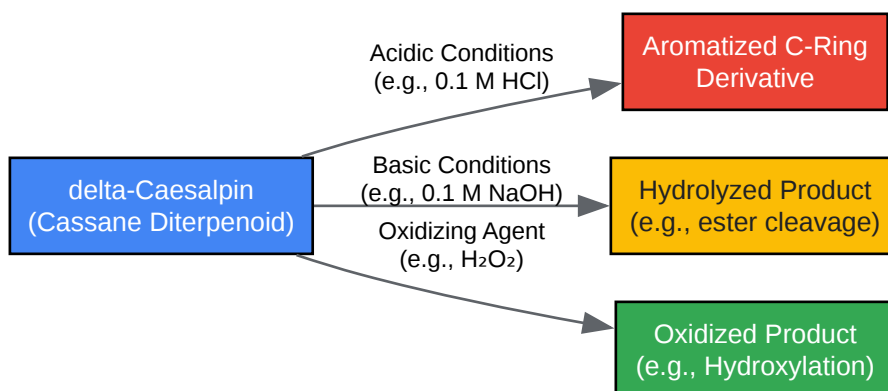 Acidic Conditions
(e.g., 0.1 M HCl)
Aromatized C-Ring
Derivative
delta-Caesalpin
(Cassane Diterpenoid)
Basic Conditions
(e.g., 0.1 M NaOH)
Hydrolyzed Product
(e.g., ester cleavage)
Oxidizing Agent
(e.g., H₂O₂)
Oxidized Product
(e.g., Hydroxylation)